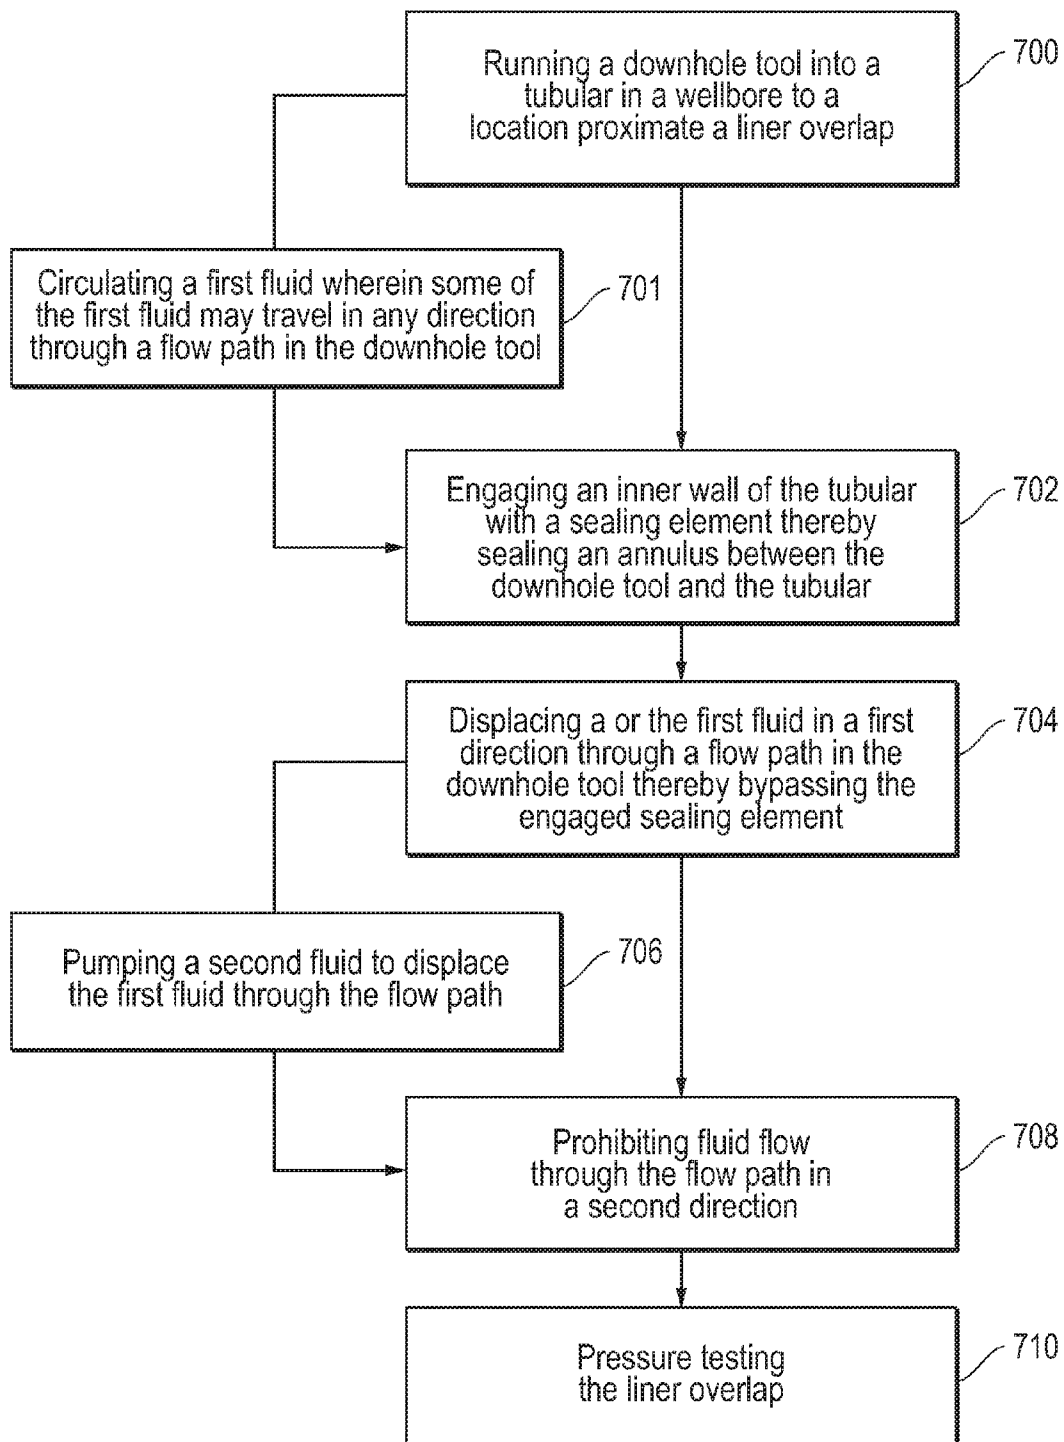 Running a downhole tool into a
tubular in a wellbore to a
location proximate a liner overlap
700
Circulating a first fluid wherein some of
the first fluid may travel in any direction
through a flow path in the downhole tool
701
Engaging an inner wall of the tubular
with a sealing element thereby
sealing an annulus between the
downhole tool and the tubular
702
Displacing a or the first fluid in a first
direction through a flow path in the
downhole tool thereby bypassing the
engaged sealing element
704
Pumping a second fluid to displace
the first fluid through the flow path
706
Prohibiting fluid flow
through the flow path in
a second direction
708
Pressure testing
the liner overlap
710